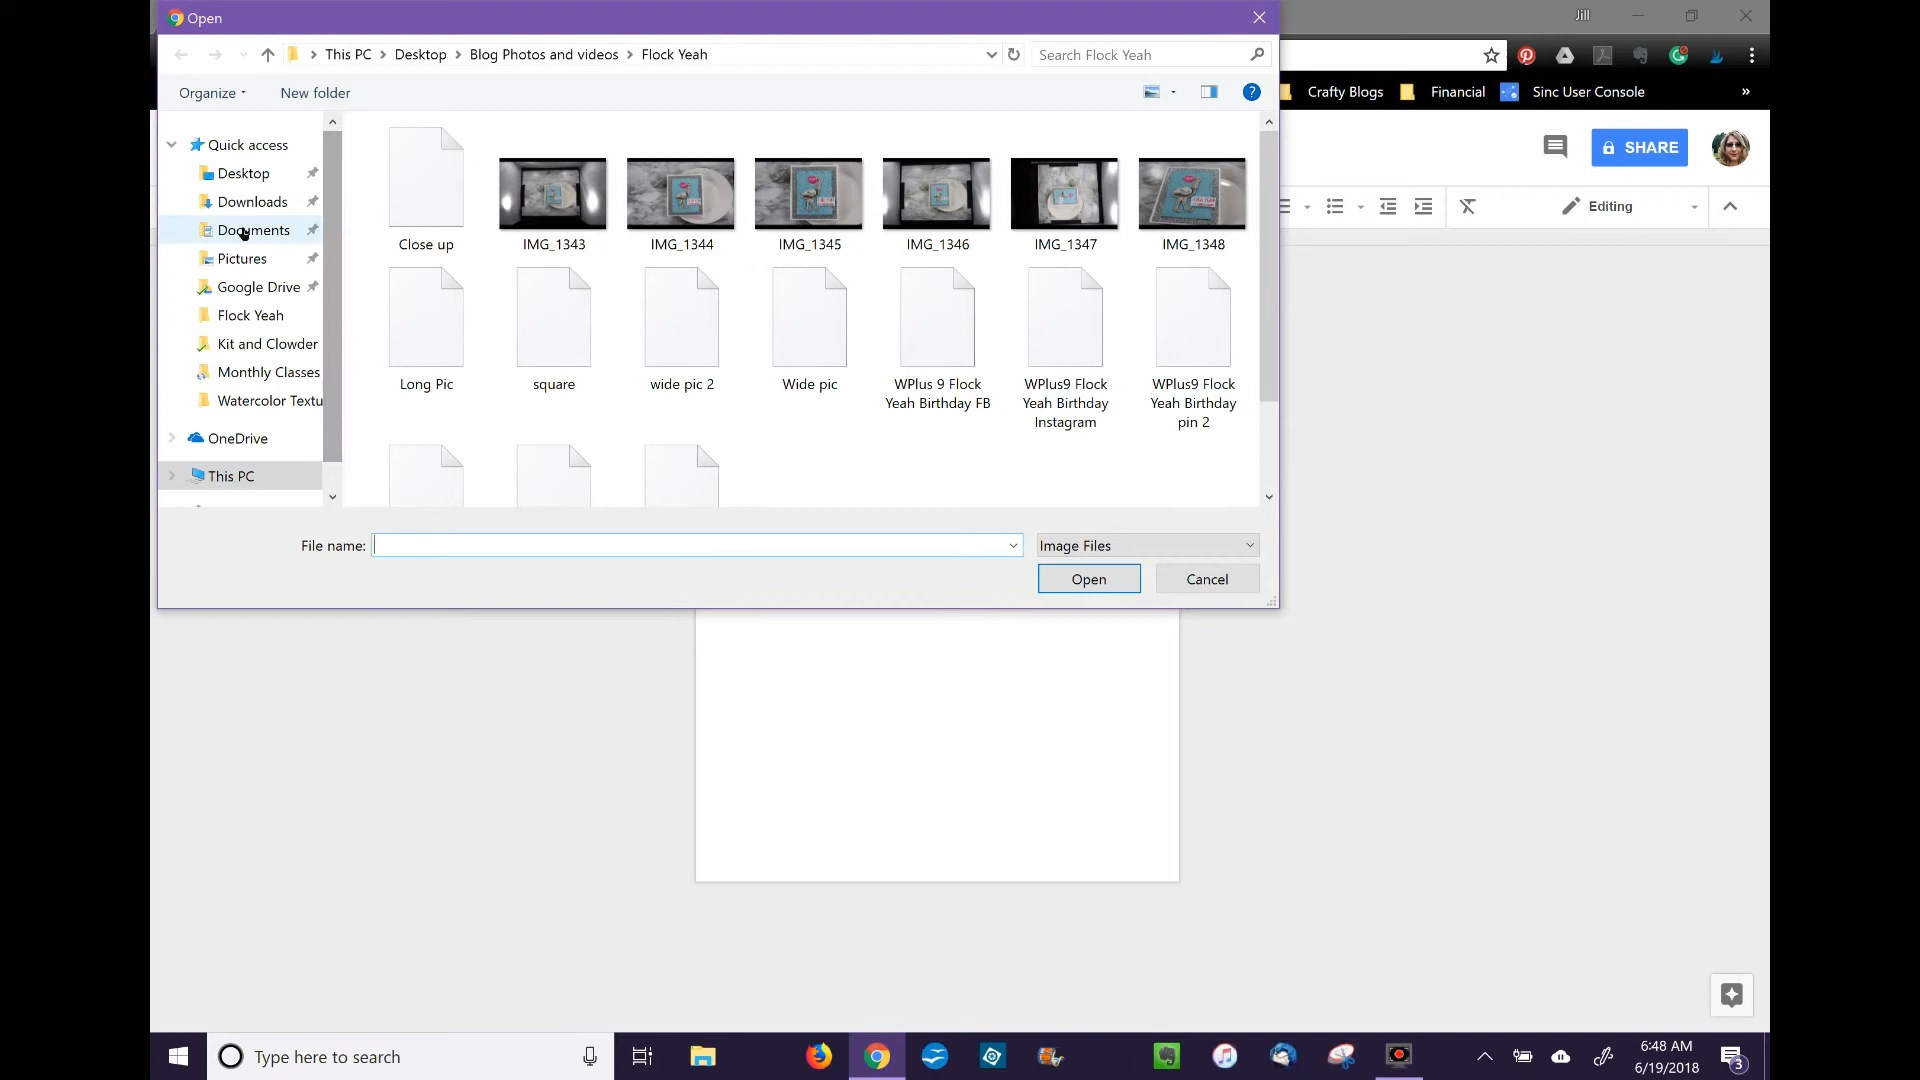 Open
Jill
This PC > Desktop > Blog Photos and videos > Flock Yeah
Search Flock Yeah
Organize
New folder
Crafty Blogs
Financial
Sinc User Console
»
SHARE
Editing
Quick access
Desktop
Downloads
Documents
Pictures
Google Drive
Flock Yeah
Kit and Clowder
Monthly Classes
Watercolor Textu
OneDrive
This PC
Close up
IMG_1343
IMG_1344
IMG_1345
IMG_1346
IMG_1347
IMG_1348
Long Pic
square
wide pic 2
Wide pic
WPlus 9 Flock
Yeah Birthday FB
WPlus9 Flock
Yeah Birthday
Instagram
WPlus9 Flock
Yeah Birthday
pin 2
File name:
Image Files
Open
Cancel
Type here to search
6:48 AM
6/19/2018
3